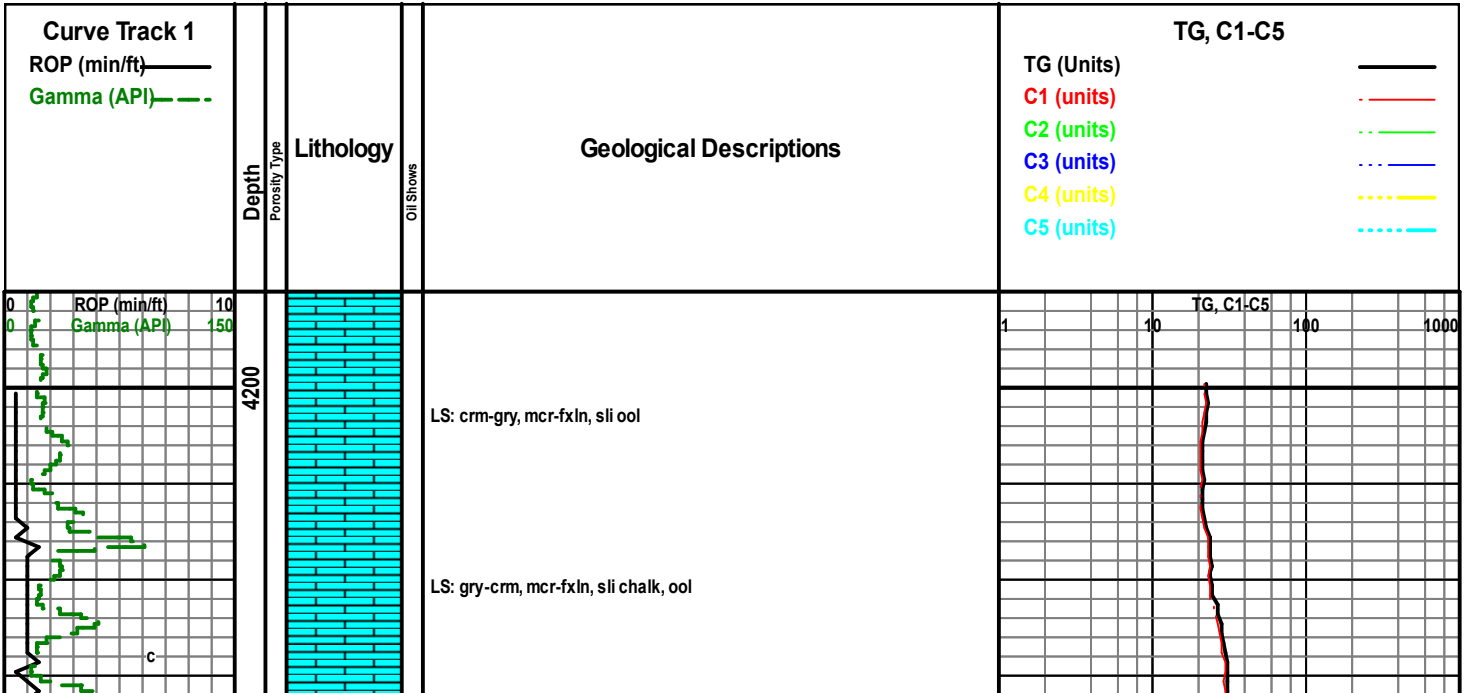 Curve Track 1
ROP (min/ft)
Gamma (API)
Depth
Porosity Type
Lithology
Oil Shows
Geological Descriptions
TG, C1-C5
TG (Units)
C1 (units)
C2 (units)
C3 (units)
C4 (units)
C5 (units)
0 ROP (min/ft) 10
0 Gamma (API) 150
TG, C1-C5
1 10 100 1000
4200
LS: crm-gry, mcr-fxln, sli ool
LS: gry-crm, mcr-fxln, sli chalk, ool
C